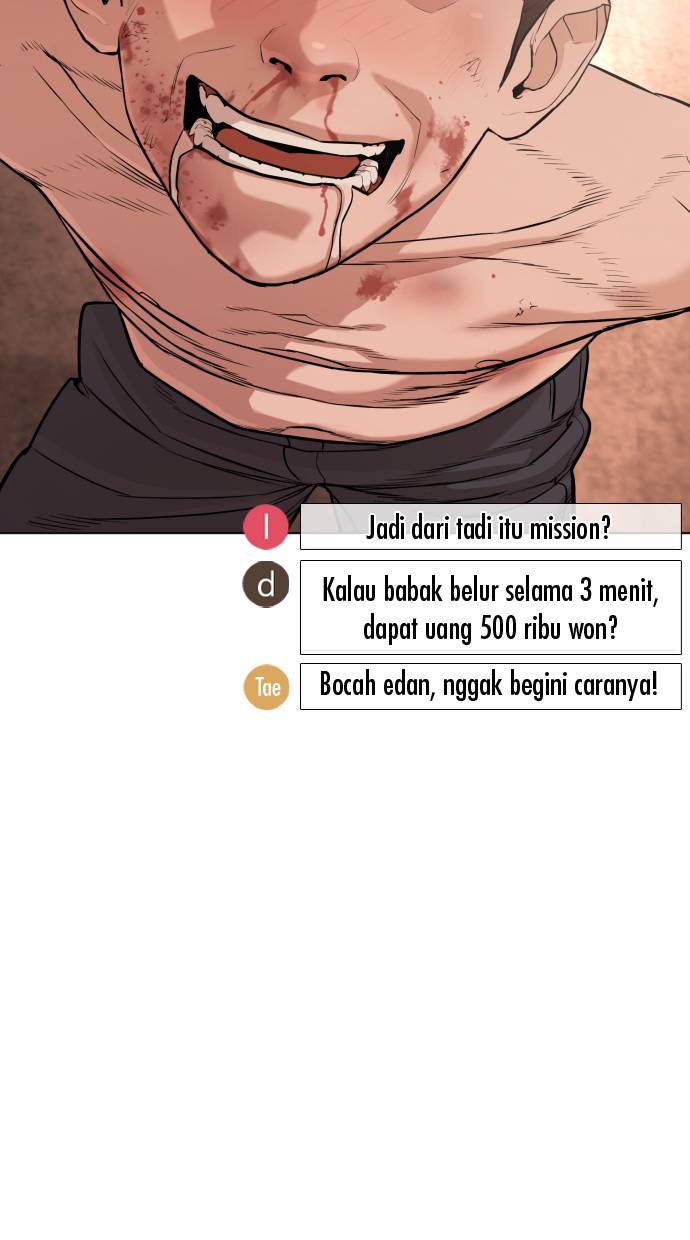 l
Jadi dari tadi itu mission?
d
Kalau babak belur selama 3 menit,
dapat uang 500 ribu won?
Tae
Bocah edan, nggak begini caranya!